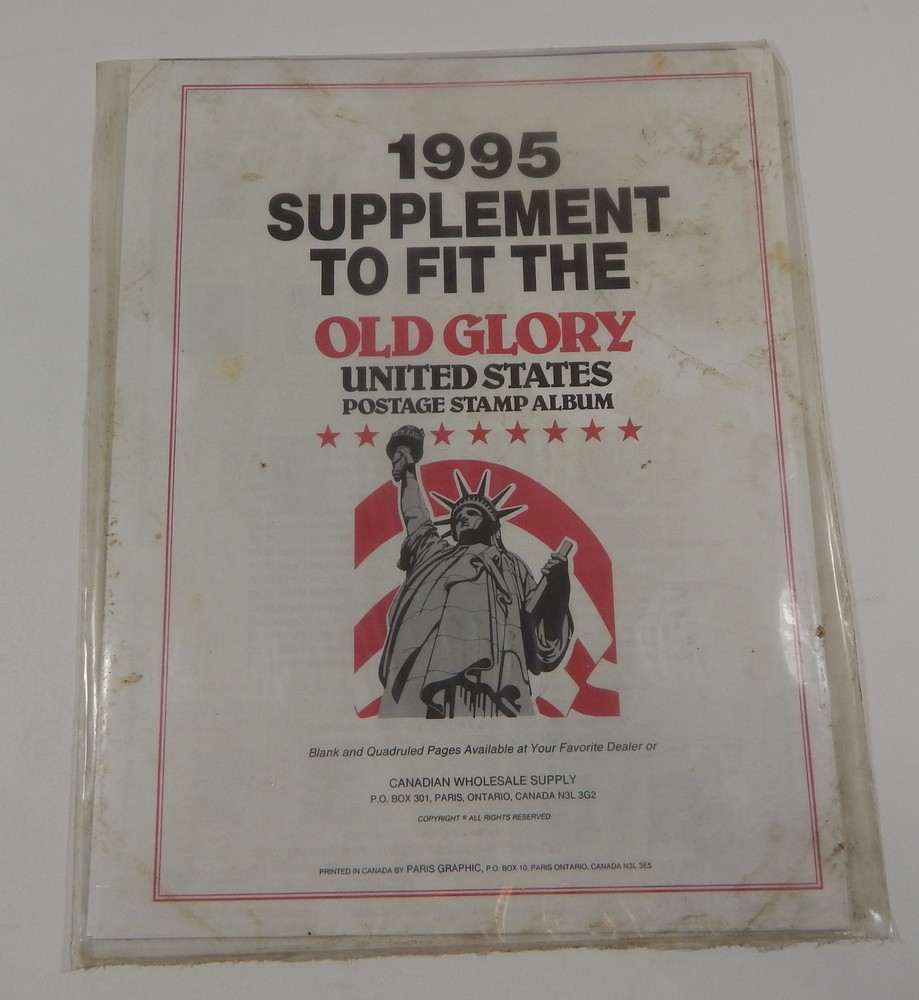 1995
SUPPLEMENT
TO FIT THE
OLD GLORY
UNITED STATES
POSTAGE STAMP ALBUM
Blank and Quadruled Pages Available at Your Favorite Dealer or
CANADIAN WHOLESALE SUPPLY
P.O. BOX 301, PARIS, ONTARIO, CANADA N3L 3G2
COPYRIGHT © ALL RIGHTS RESERVED
PRINTED IN CANADA BY PARIS GRAPHIC, P.O. BOX 10, PARIS ONTARIO, CANADA N3L 3E5